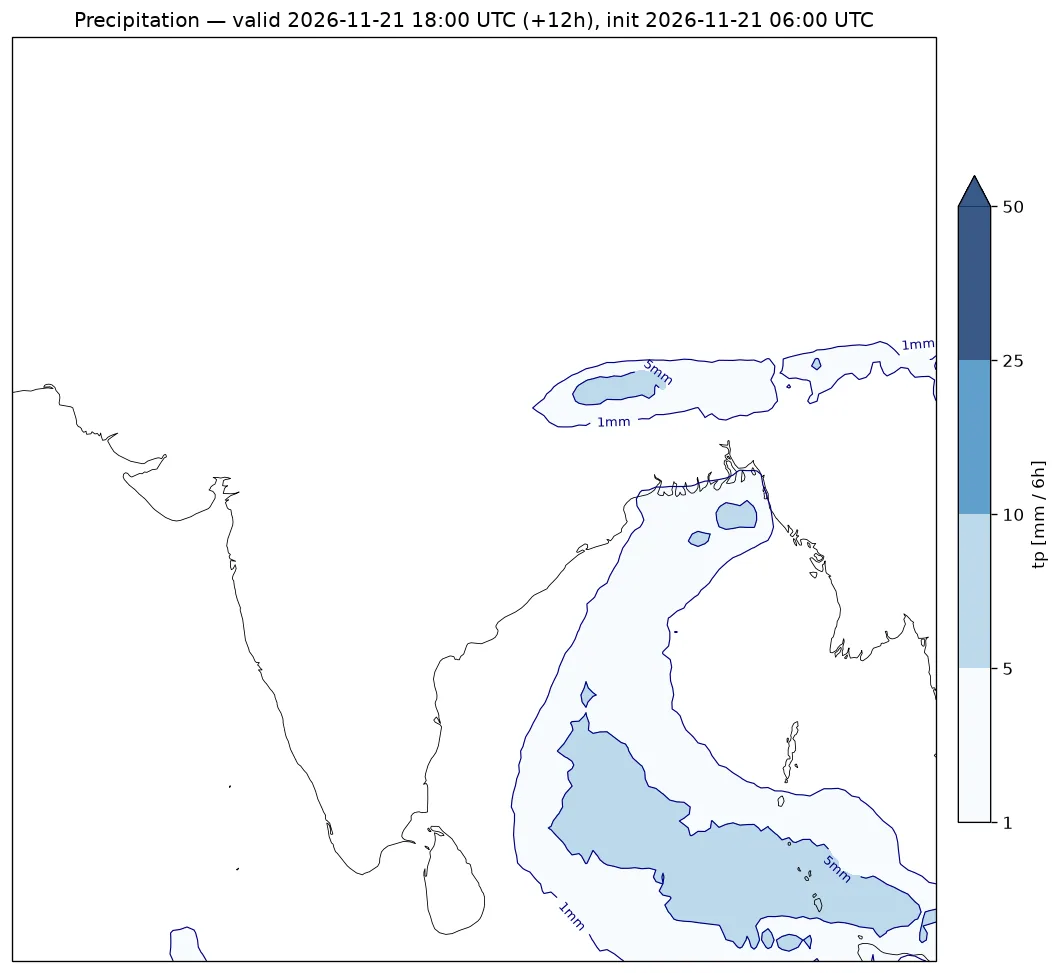 Precipitation — valid 2026-11-21 18:00 UTC (+12h), init 2026-11-21 06:00 UTC
50
1mm
25
5mm
1mm
10
tp [mm / 6h]
5
1
5mm
1mm